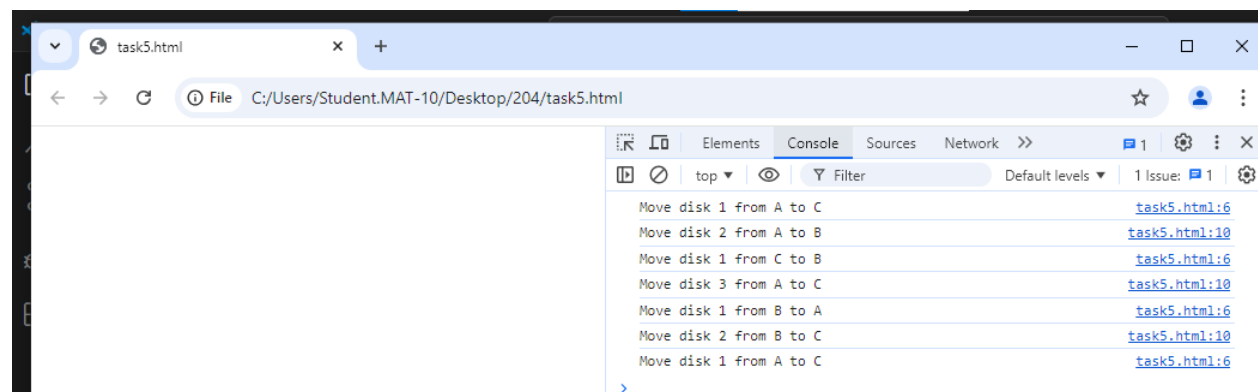 task5.html
File C:/Users/Student.MAT-10/Desktop/204/task5.html
Elements Console Sources Network 1
top Filter Default levels 1 Issue: 1
Move disk 1 from A to C task5.html:6
Move disk 2 from A to B task5.html:10
Move disk 1 from C to B task5.html:6
Move disk 3 from A to C task5.html:10
Move disk 1 from B to A task5.html:6
Move disk 2 from B to C task5.html:10
Move disk 1 from A to C task5.html:6